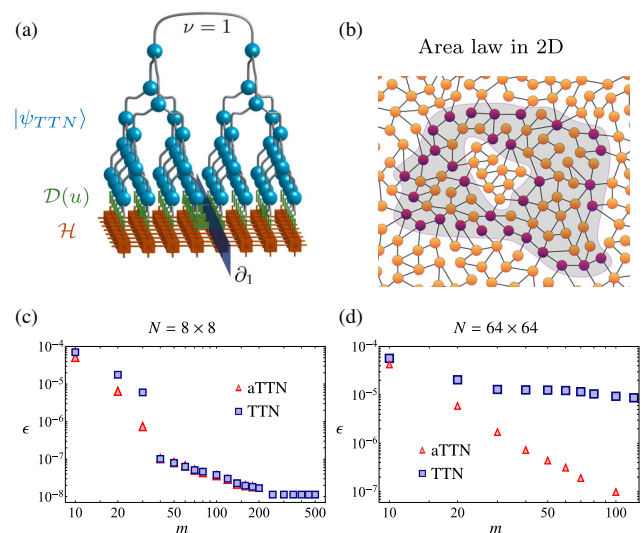 (a)
ν = 1
|ψ_TTN⟩
𝒟(u)
ℋ
∂₁
(b)
Area law in 2D
(c)
N = 8 × 8
10⁻⁴
10⁻⁵
10⁻⁶
10⁻⁷
10⁻⁸
ϵ
aTTN
TTN
10 20 50 100 200 500
m
(d)
N = 64 × 64
10⁻⁴
10⁻⁵
10⁻⁶
10⁻⁷
ϵ
aTTN
TTN
10 20 50 100
m